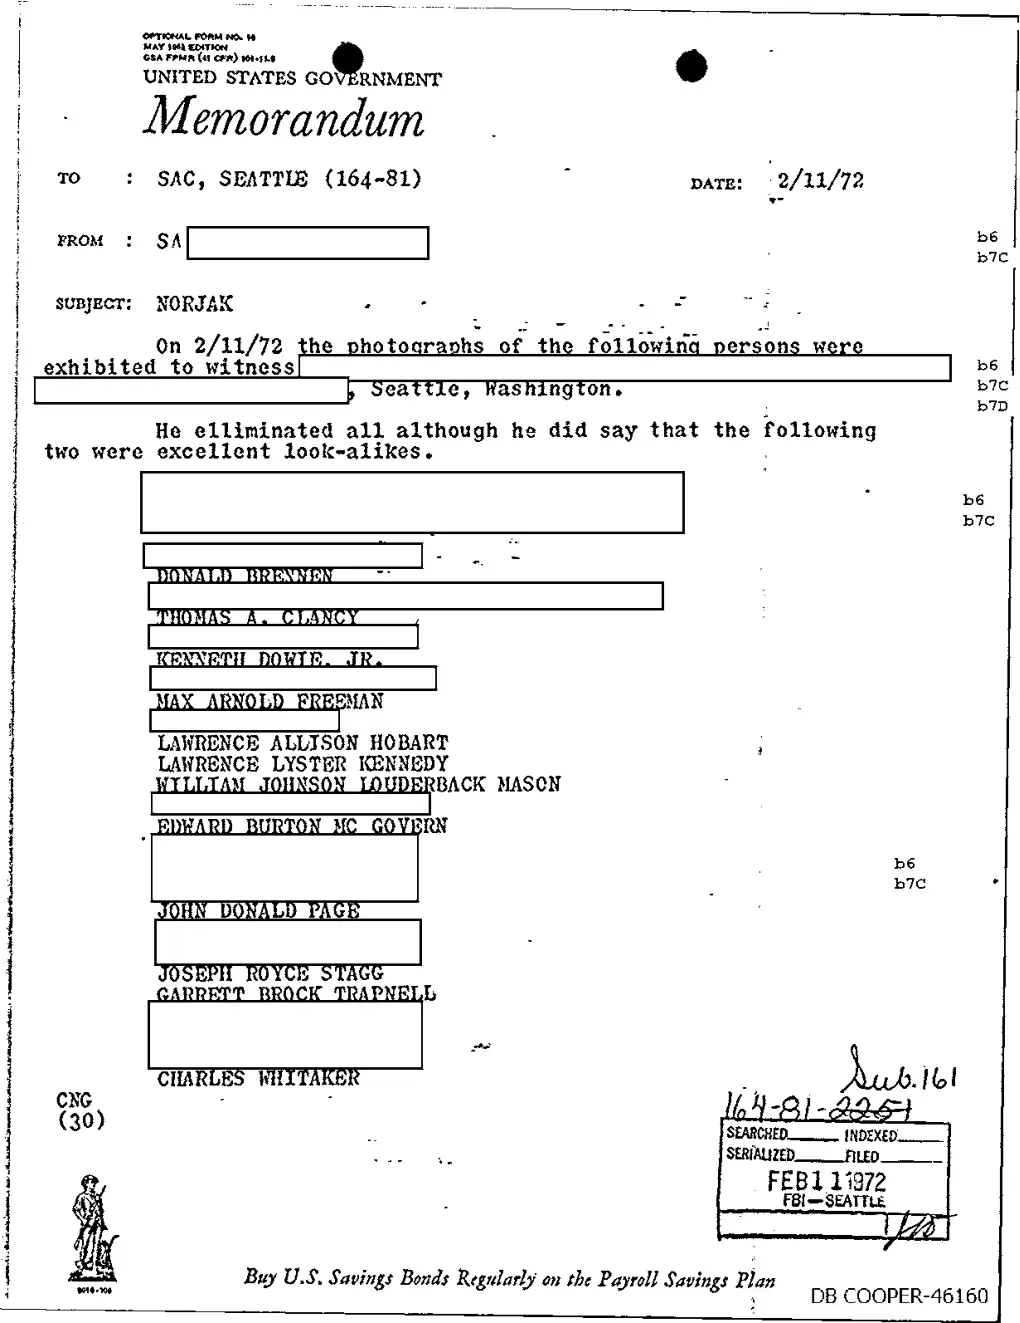 OPTIONAL FORM NO. 10
MAY 1962 EDITION
GSA FPMR (41 CFR) 101-11.6
UNITED STATES GOVERNMENT
Memorandum
TO : SAC, SEATTLE (164-81) DATE: 2/11/72
FROM : SA b6
b7C
SUBJECT: NORJAK
On 2/11/72 the photographs of the following persons were
exhibited to witness b6
, Seattle, Washington. b7C
b7D
He elliminated all although he did say that the following
two were excellent look-alikes.
b6
b7C
DONALD BRENNEN
THOMAS A. CLANCY
KENNETH DOWIE, JR.
MAX ARNOLD FREEMAN
LAWRENCE ALLISON HOBART
LAWRENCE LYSTER KENNEDY
WILLIAM JOHNSON LOUDERBACK MASON
EDWARD BURTON MC GOVERN
b6
b7C
JOHN DONALD PAGE
JOSEPH ROYCE STAGG
GARRETT BROCK TRAPNELL
CHARLES WHITAKER
CNG
(30)
Sub. 161
164-81-2251
SEARCHED INDEXED
SERIALIZED FILED
FEB 11 1972
FBI—SEATTLE
5010-108
Buy U.S. Savings Bonds Regularly on the Payroll Savings Plan
DB COOPER-46160